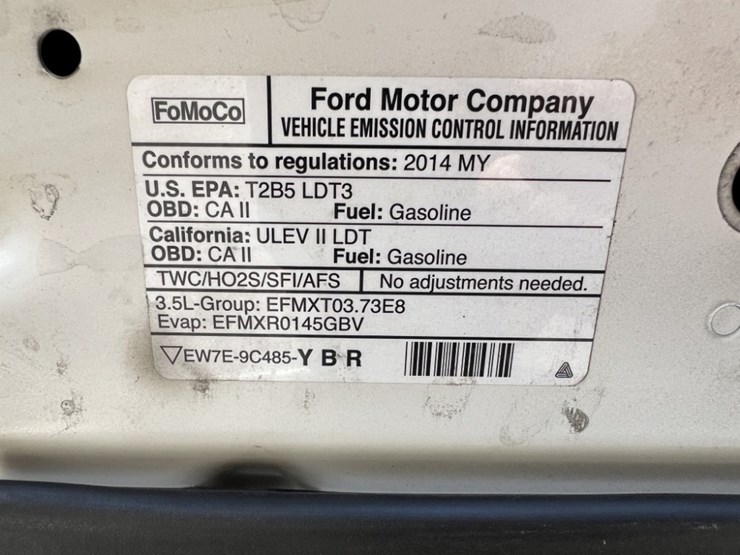 FoMoCo
Ford Motor Company
VEHICLE EMISSION CONTROL INFORMATION
Conforms to regulations: 2014 MY
U.S. EPA: T2B5 LDT3
OBD: CA II Fuel: Gasoline
California: ULEV II LDT
OBD: CA II Fuel: Gasoline
TWC/HO2S/SFI/AFS No adjustments needed.
3.5L-Group: EFMXT03.73E8
Evap: EFMXR0145GBV
EW7E-9C485-Y B R